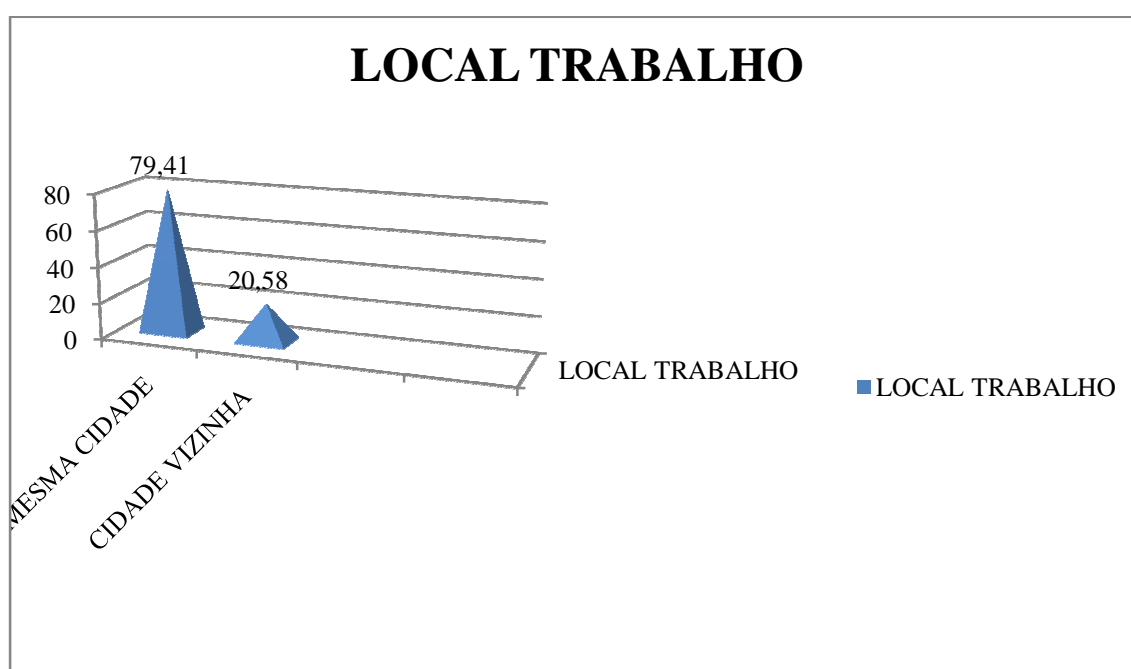 LOCAL TRABALHO
79,41
80
60
40
20
0
20,58
LOCAL TRABALHO
LOCAL TRABALHO
MESMA CIDADE
CIDADE VIZINHA